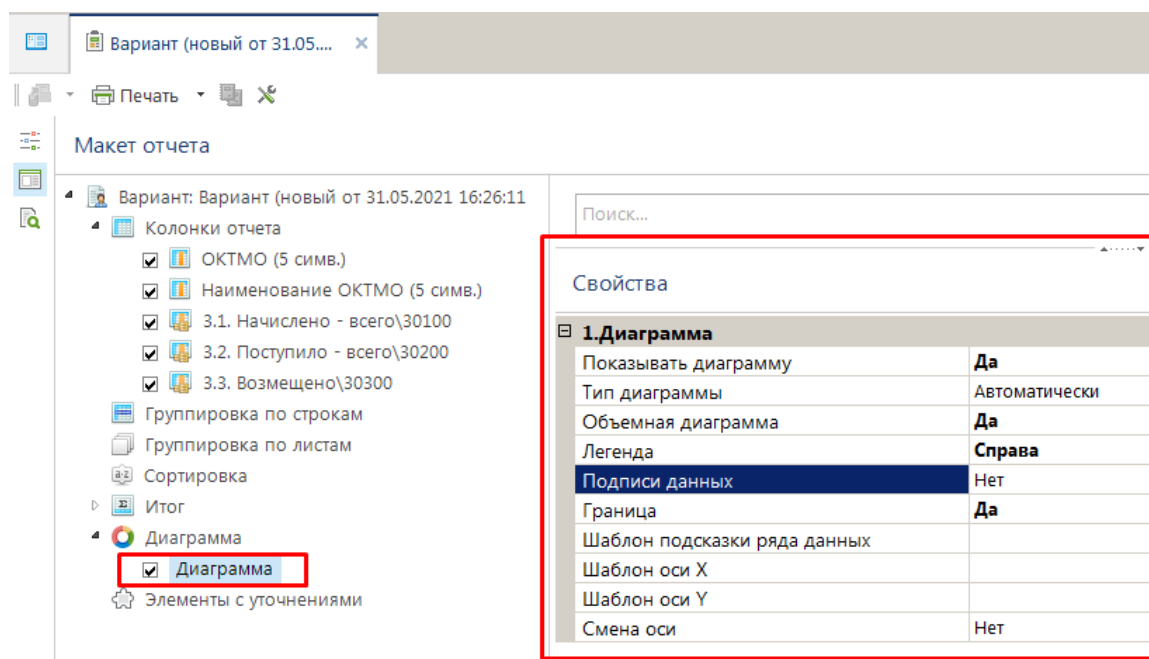 Вариант (новый от 31.05....
Печать
Макет отчета
Вариант: Вариант (новый от 31.05.2021 16:26:11
Колонки отчета
ОКТМО (5 симв.)
Наименование ОКТМО (5 симв.)
3.1. Начислено - всего\30100
3.2. Поступило - всего\30200
3.3. Возмещено\30300
Группировка по строкам
Группировка по листам
Сортировка
Итог
Диаграмма
Диаграмма
Элементы с уточнениями
Поиск...
Свойства
1.Диаграмма
Показывать диаграмму Да
Тип диаграммы Автоматически
Объемная диаграмма Да
Легенда Справа
Подписи данных Нет
Граница Да
Шаблон подсказки ряда данных
Шаблон оси X
Шаблон оси Y
Смена оси Нет